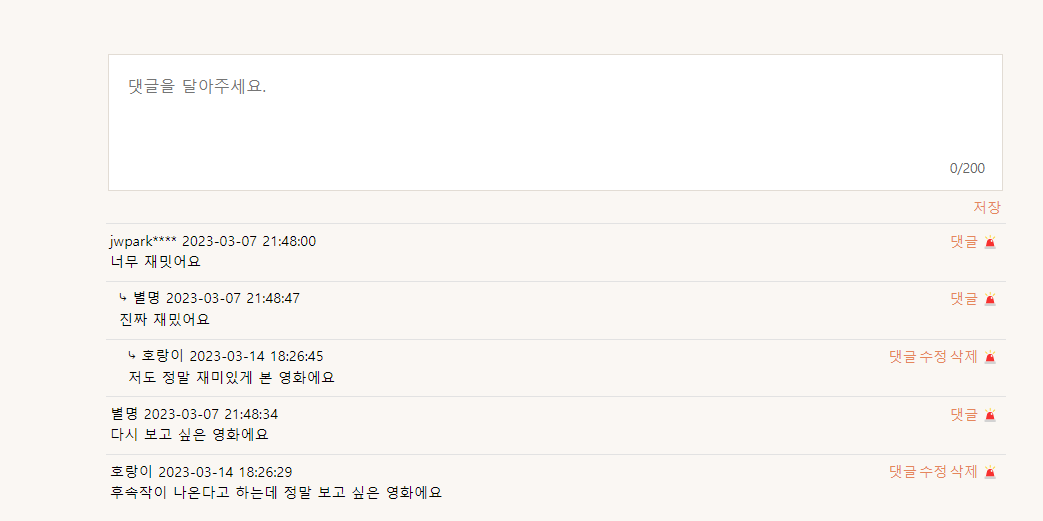 댓글을 달아주세요.
0/200
저장
jwpark**** 2023-03-07 21:48:00 댓글
너무 재밋어요
⤷ 별명 2023-03-07 21:48:47 댓글
진짜 재밌어요
⤷ 호랑이 2023-03-14 18:26:45 댓글 수정 삭제
저도 정말 재미있게 본 영화에요
별명 2023-03-07 21:48:34 댓글
다시 보고 싶은 영화에요
호랑이 2023-03-14 18:26:29 댓글 수정 삭제
후속작이 나온다고 하는데 정말 보고 싶은 영화에요